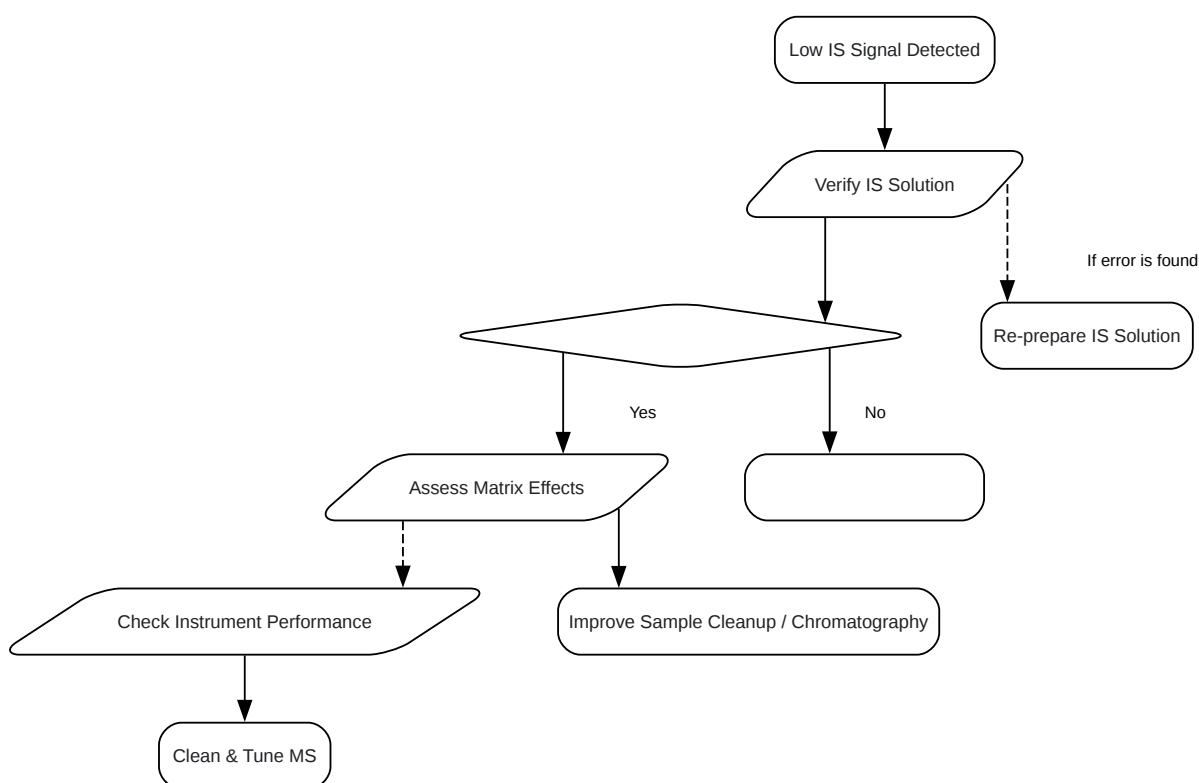 Low IS Signal Detected
Verify IS Solution
If error is found
Re-prepare IS Solution
Yes
No
Assess Matrix Effects
Check Instrument Performance
Improve Sample Cleanup / Chromatography
Clean & Tune MS